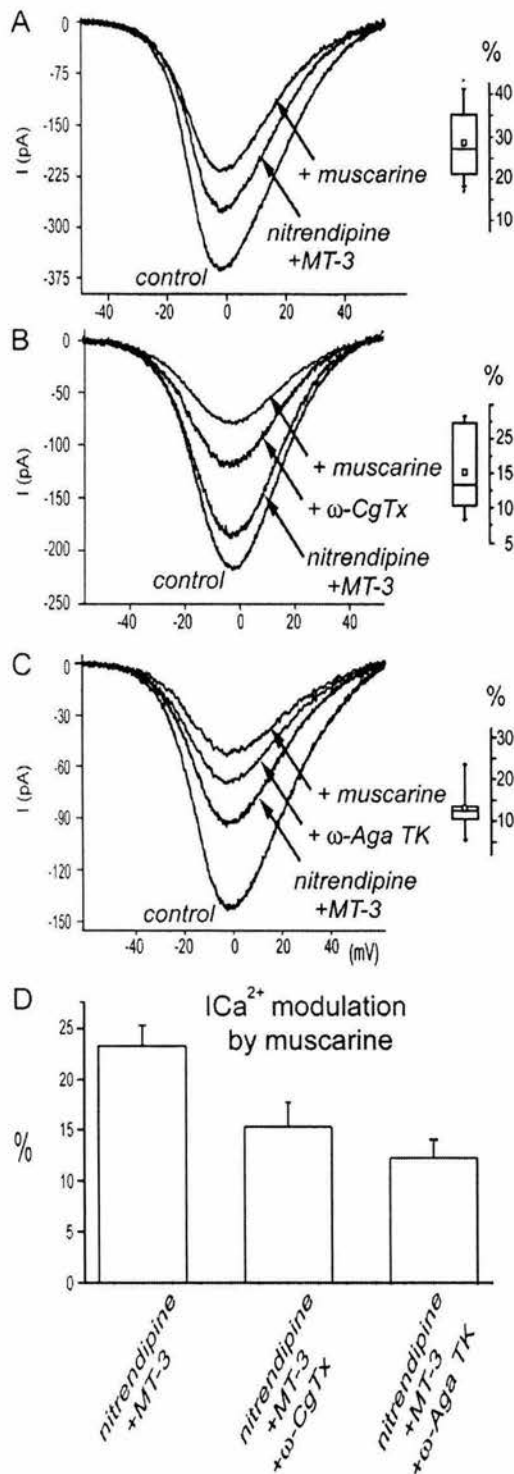 A
0
-75
-150
-225
-300
-375
I (pA)
-40 -20 0 20 40
control
nitrendipine
+MT-3
+ muscarine
%
40
30
20
10
B
0
-50
-100
-150
-200
-250
I (pA)
-40 -20 0 20 40
control
nitrendipine
+MT-3
+ ω-CgTx
+ muscarine
%
25
15
10
5
C
0
-30
-60
-90
-120
-150
I (pA)
-60 -40 -20 0 20 40 (mV)
control
nitrendipine
+MT-3
+ ω-Aga TK
+ muscarine
%
30
20
10
D
ICa²⁺ modulation
by muscarine
%
25
20
15
10
5
0
nitrendipine
+MT-3
nitrendipine
+MT-3
+ω-CgTx
nitrendipine
+MT-3
+ω-Aga TK